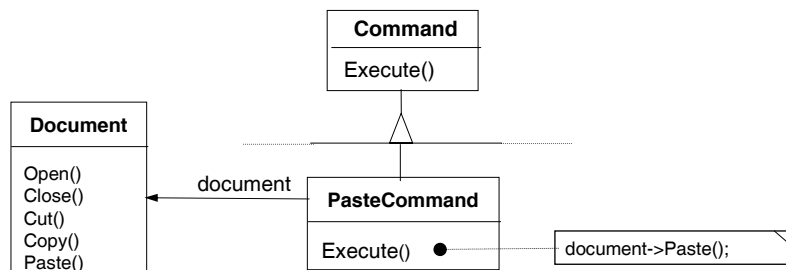 Command
Execute()
Document
Open()
Close()
Cut()
Copy()
Paste()
document
PasteCommand
Execute()
document->Paste();